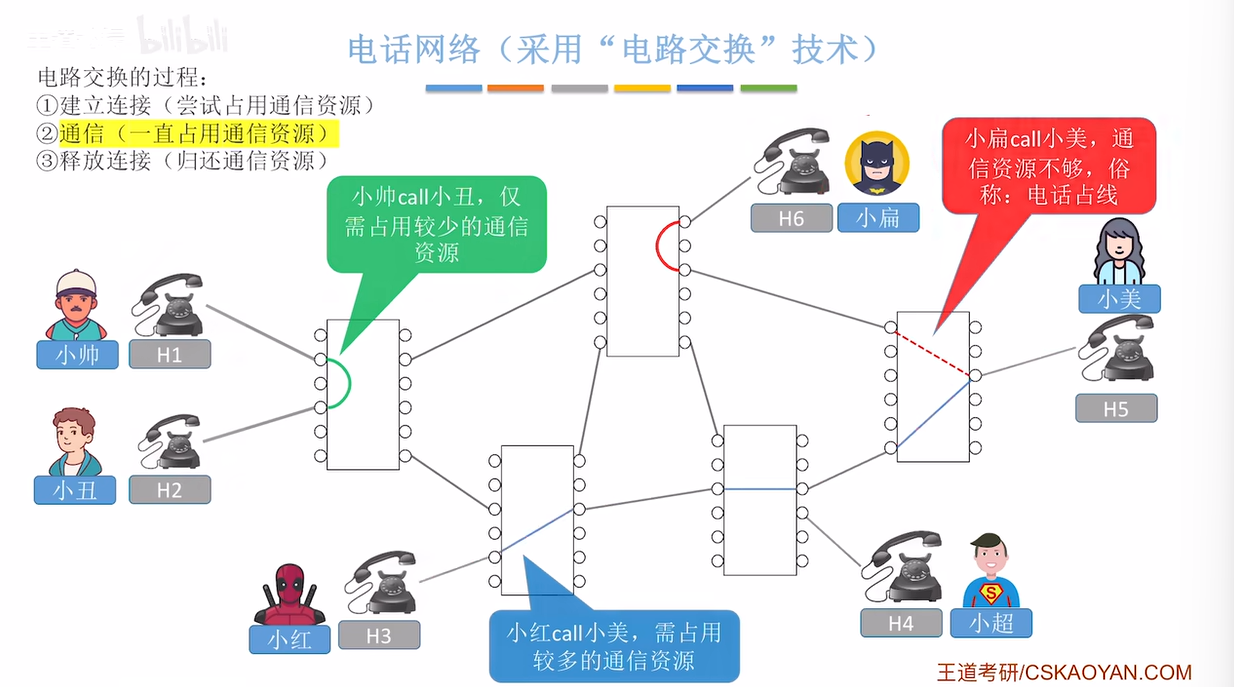 bilibili
电话网络（采用“电路交换”技术）
电路交换的过程：
①建立连接（尝试占用通信资源）
②通信（一直占用通信资源）
③释放连接（归还通信资源）
小帅call小丑，仅
需占用较少的通信
资源
小扁call小美，通
信资源不够，俗
称：电话占线
H6
小扁
小美
H5
小帅
H1
小丑
H2
小红
H3
小红call小美，需占用
较多的通信资源
H4
小超
S
王道考研/CSKAOYAN.COM